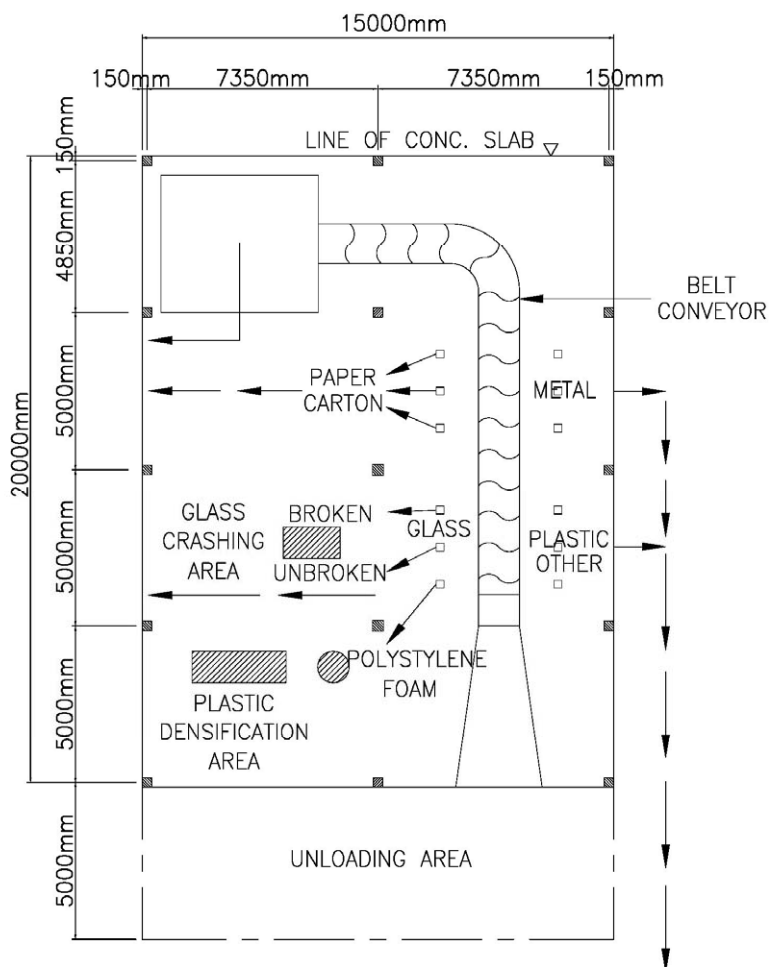 15000mm
150mm 7350mm 7350mm 150mm
LINE OF CONC. SLAB
150mm
4850mm
5000mm
5000mm
5000mm
5000mm
20000mm
BELT
CONVEYOR
PAPER
CARTON
METAL
GLASS
CRASHING
AREA
BROKEN
UNBROKEN
GLASS
PLASTIC
OTHER
POLYSTYLENE
FOAM
PLASTIC
DENSIFICATION
AREA
UNLOADING AREA